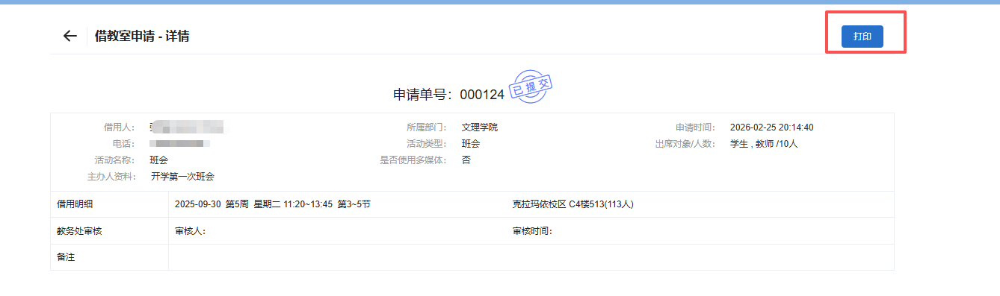 借教室申请 - 详情
打印
申请单号：000124
已提交
借用人：
所属部门： 文理学院
申请时间： 2026-02-25 20:14:40
电话：
活动类型： 班会
出席对象/人数： 学生 , 教师 /10人
活动名称： 班会
是否使用多媒体： 否
主办人资料： 开学第一次班会
借用明细 2025-09-30 第5周 星期二 11:20~13:45 第3~5节 克拉玛依校区 C4楼513(113人)
教务处审核 审核人： 审核时间：
备注